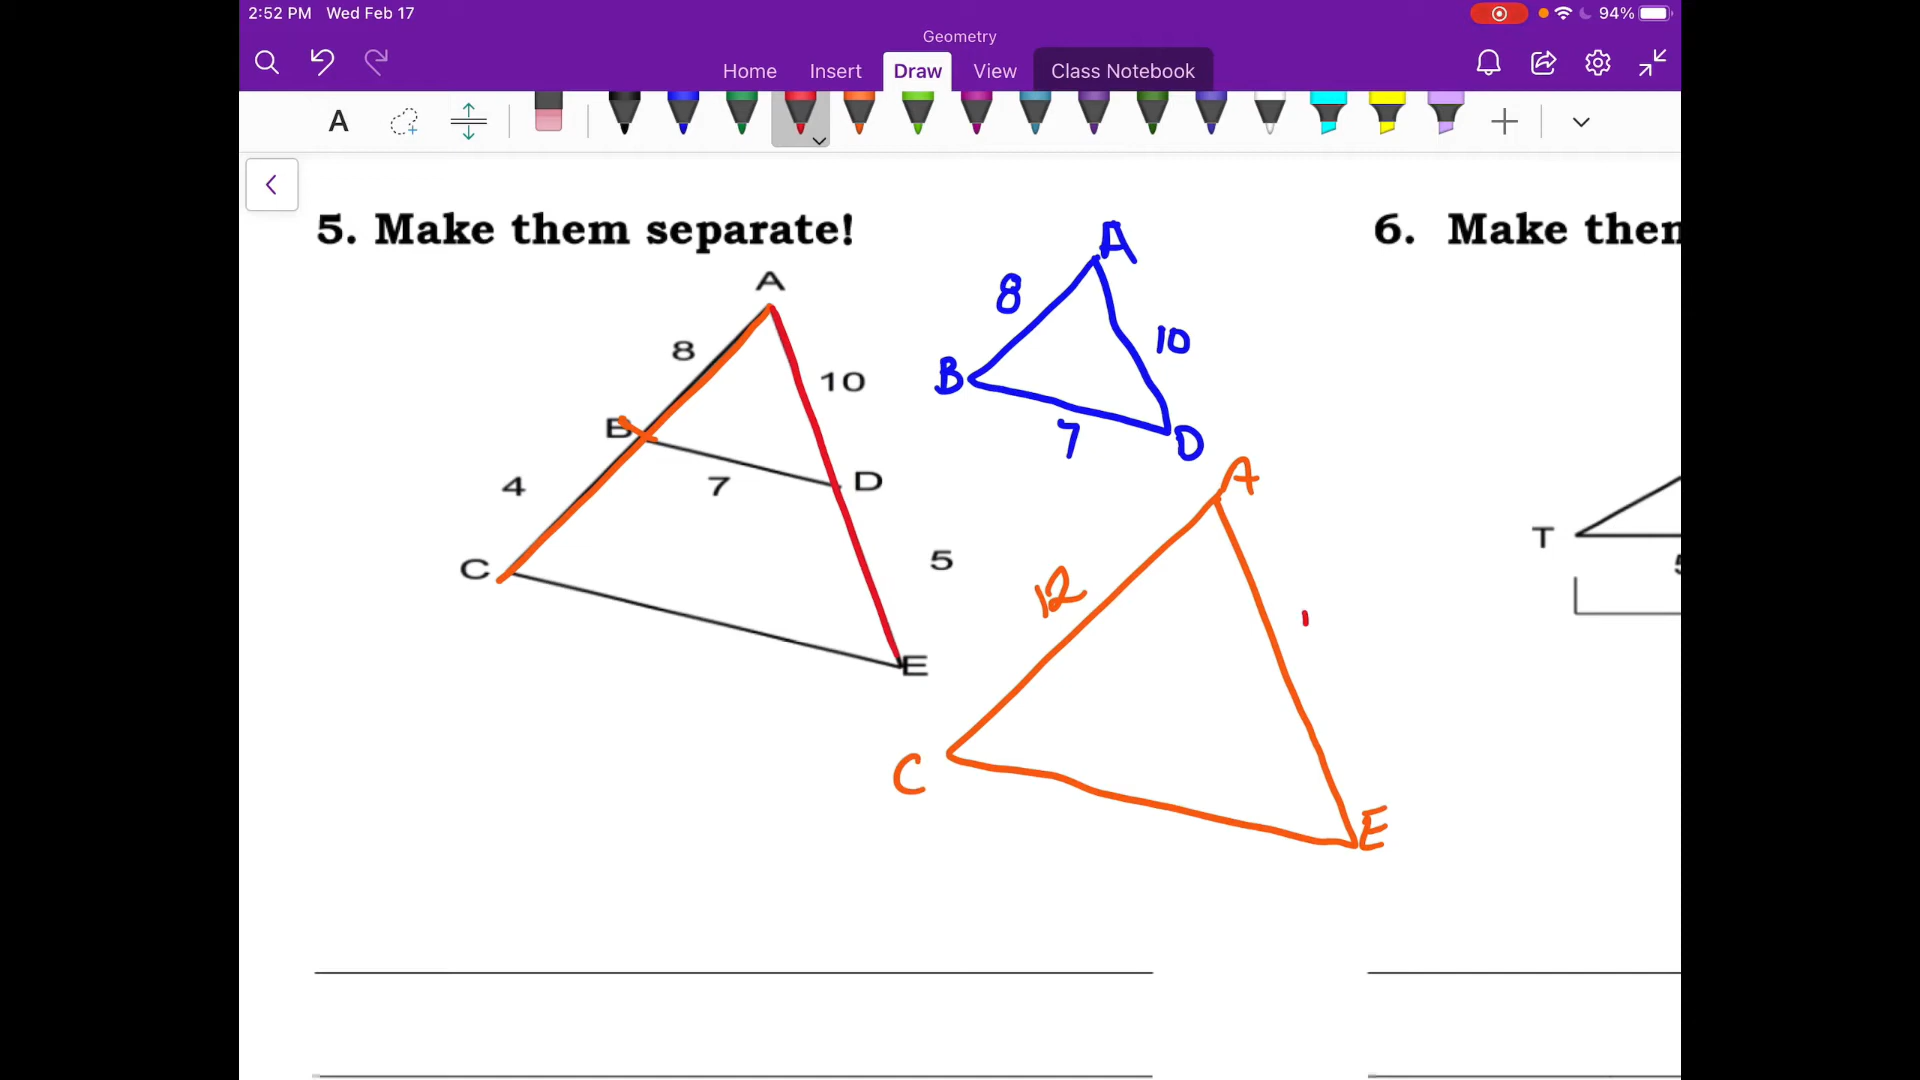 2:52 PM Wed Feb 17
94%
Geometry
Home Insert Draw View Class Notebook
A
5. Make them separate!
6. Make then
A
8
10
B
7
D
4
C
5
E
A
8
10
B
7
D
A
12
C
E
T
5